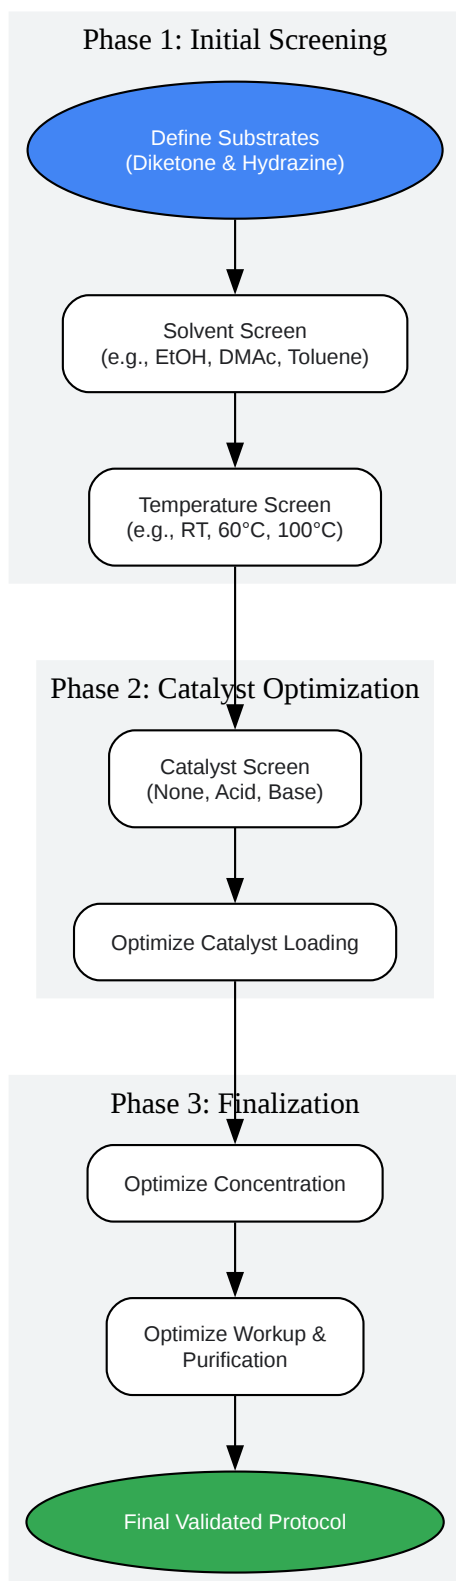 Phase 1: Initial Screening
Define Substrates
(Diketone & Hydrazine)
Solvent Screen
(e.g., EtOH, DMAc, Toluene)
Temperature Screen
(e.g., RT, 60°C, 100°C)
Phase 2: Catalyst Optimization
Catalyst Screen
(None, Acid, Base)
Optimize Catalyst Loading
Phase 3: Finalization
Optimize Concentration
Optimize Workup &
Purification
Final Validated Protocol